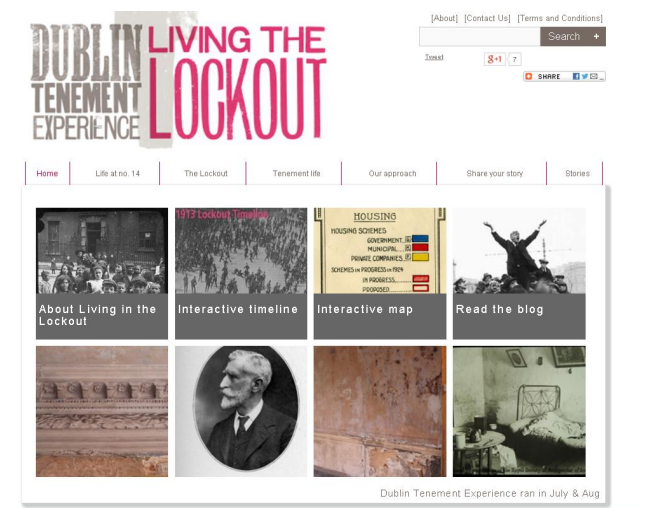 [About] [Contact Us] [Terms and Conditions]
DUBLIN
TENEMENT
EXPERIENCE
LIVING THE
LOCKOUT
Search +
Tweet
g+1 7
SHARE
Home Life at no. 14 The Lockout Tenement life Our approach Share your story Stories
1913 Lockout Timeline
HOUSING
HOUSING SCHEMES
GOVERNMENT.
MUNICIPAL
PRIVATE COMPANIES.
SCHEMES IN PROGRESS IN 1924
IN PROGRESS
PROPOSED
About Living in the
Lockout
Interactive timeline
Interactive map
Read the blog
Dublin Tenement Experience ran in July & Aug